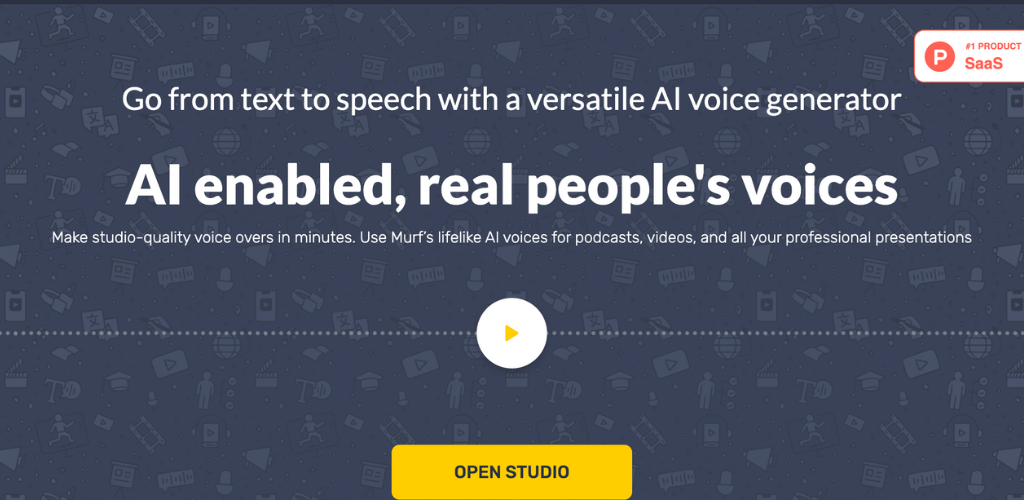 #1 PRODUCT
SaaS
Go from text to speech with a versatile AI voice generator
AI enabled, real people's voices
Make studio-quality voice overs in minutes. Use Murf’s lifelike AI voices for podcasts, videos, and all your professional presentations
OPEN STUDIO